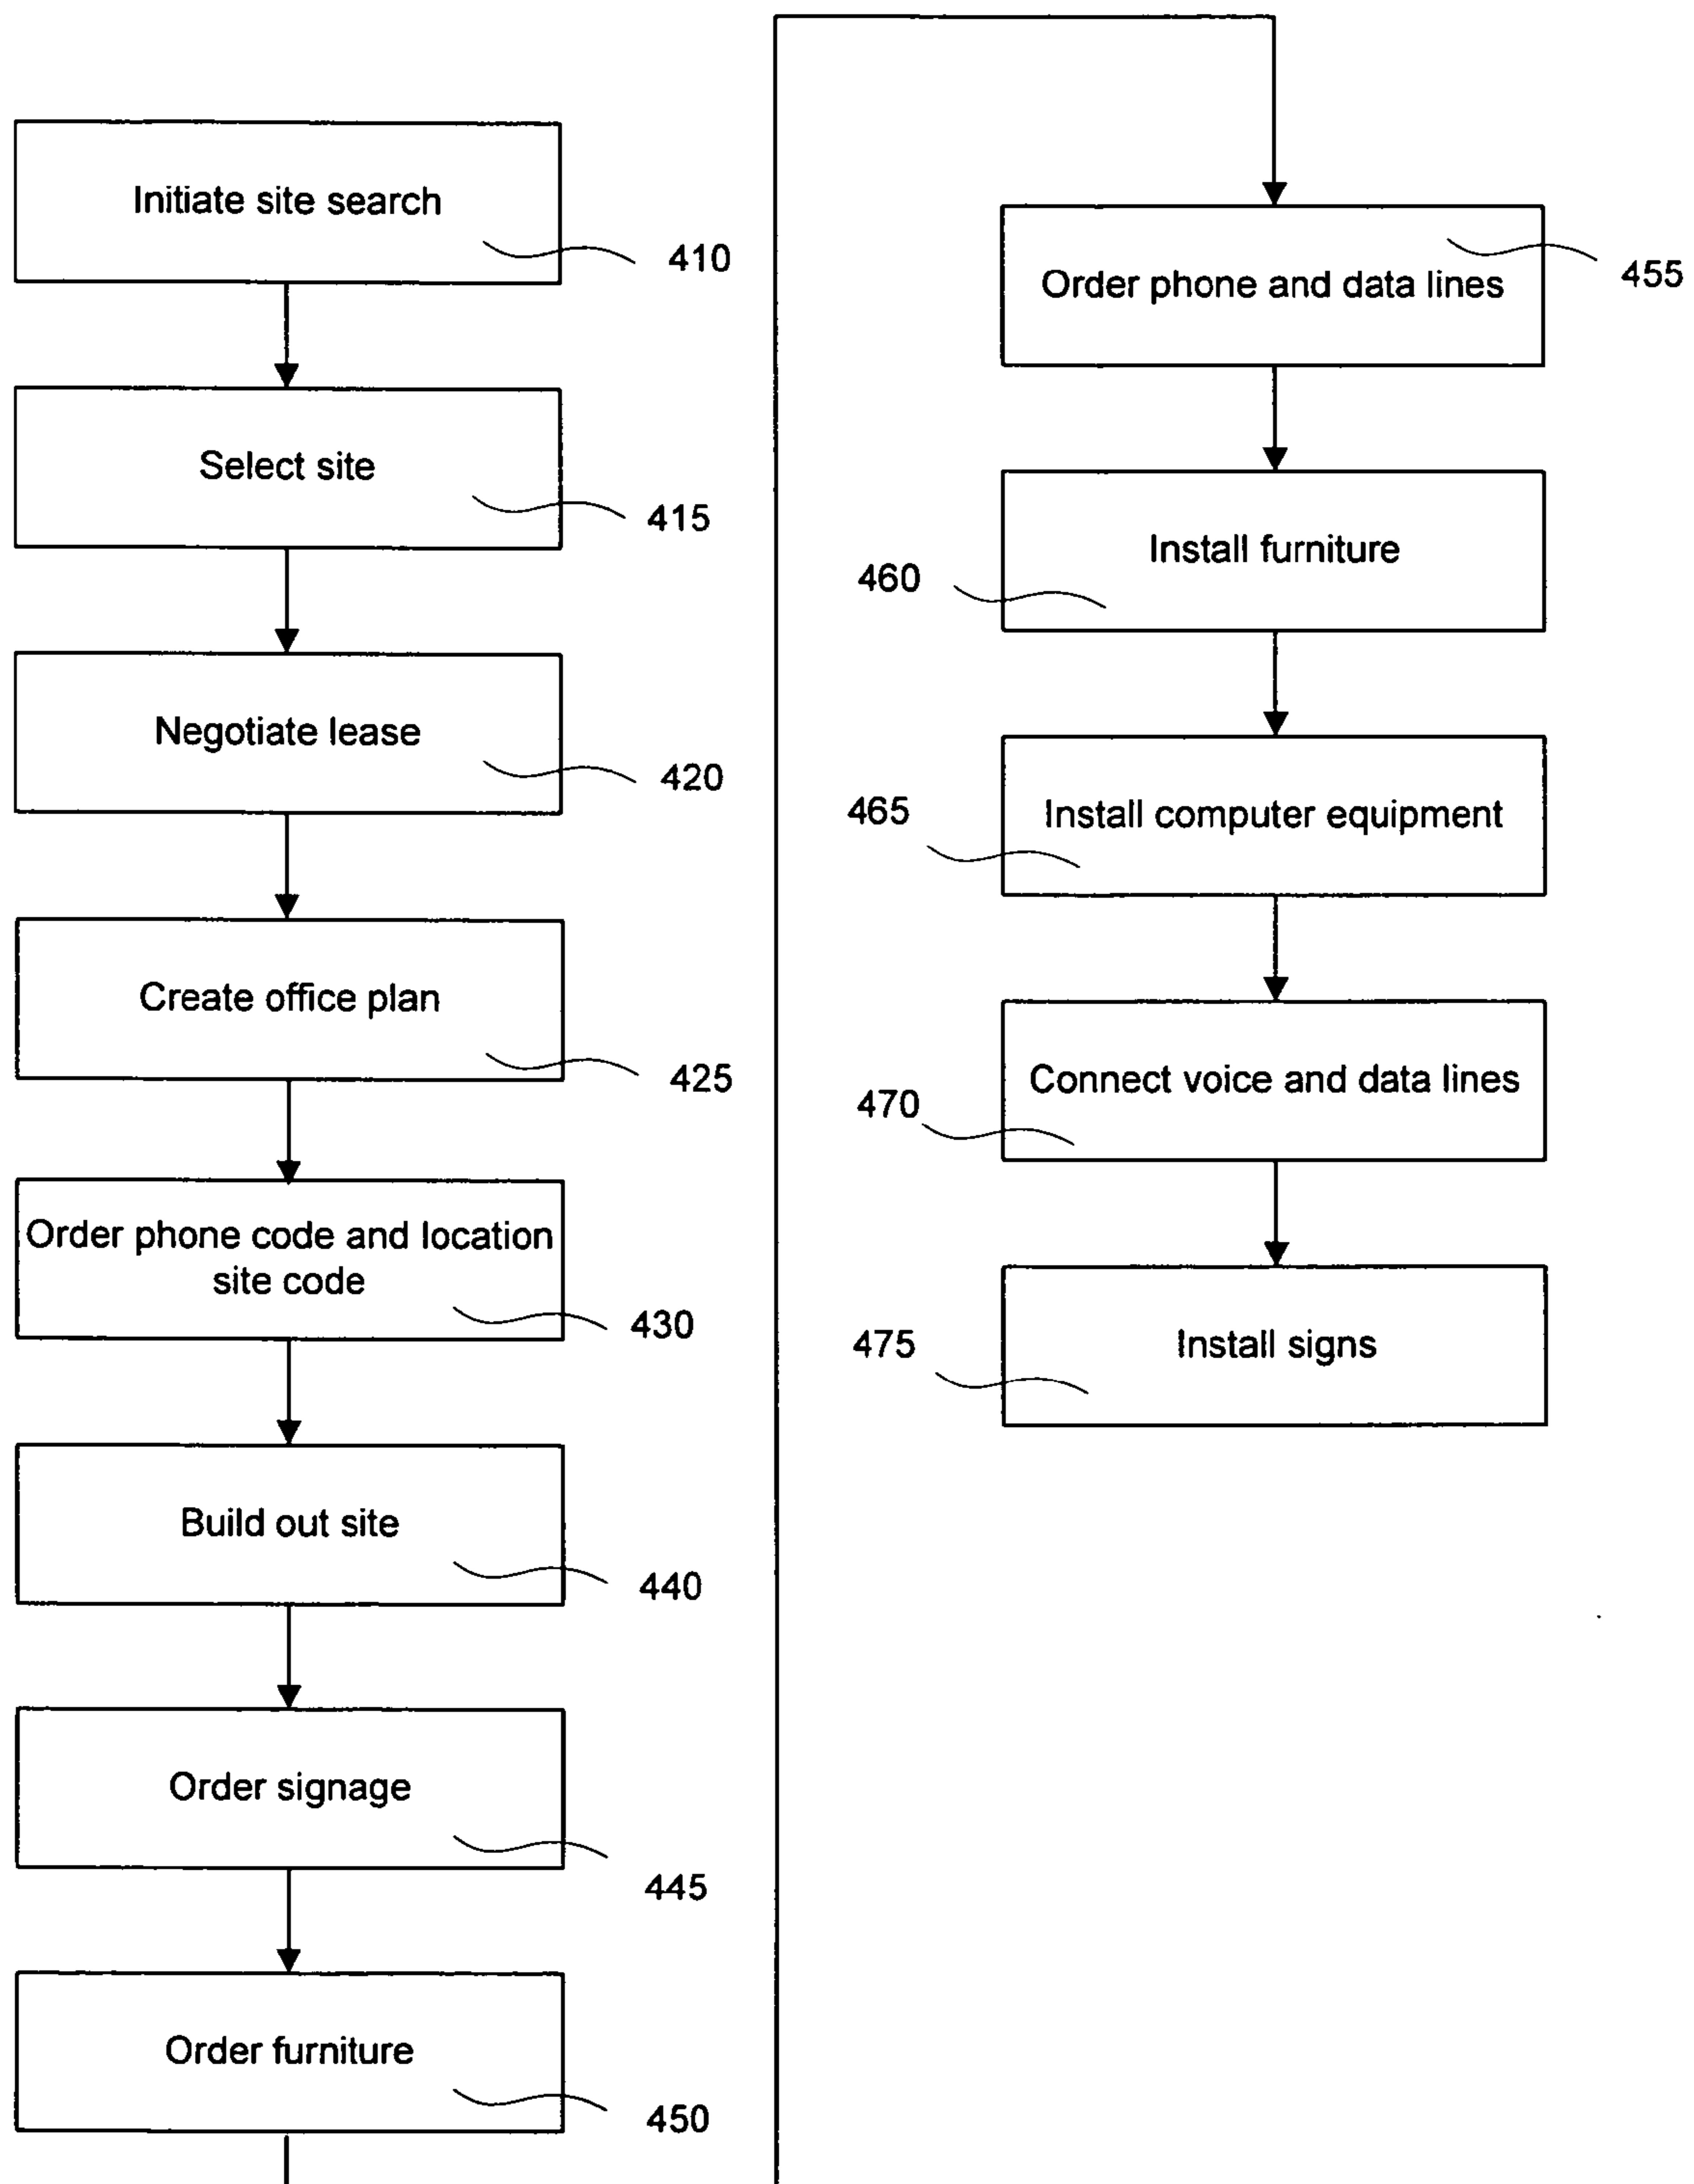 Initiate site search
410
Select site
415
Negotiate lease
420
Create office plan
425
Order phone code and location
site code
430
Build out site
440
Order signage
445
Order furniture
450
Order phone and data lines
455
Install furniture
460
Install computer equipment
465
Connect voice and data lines
470
Install signs
475